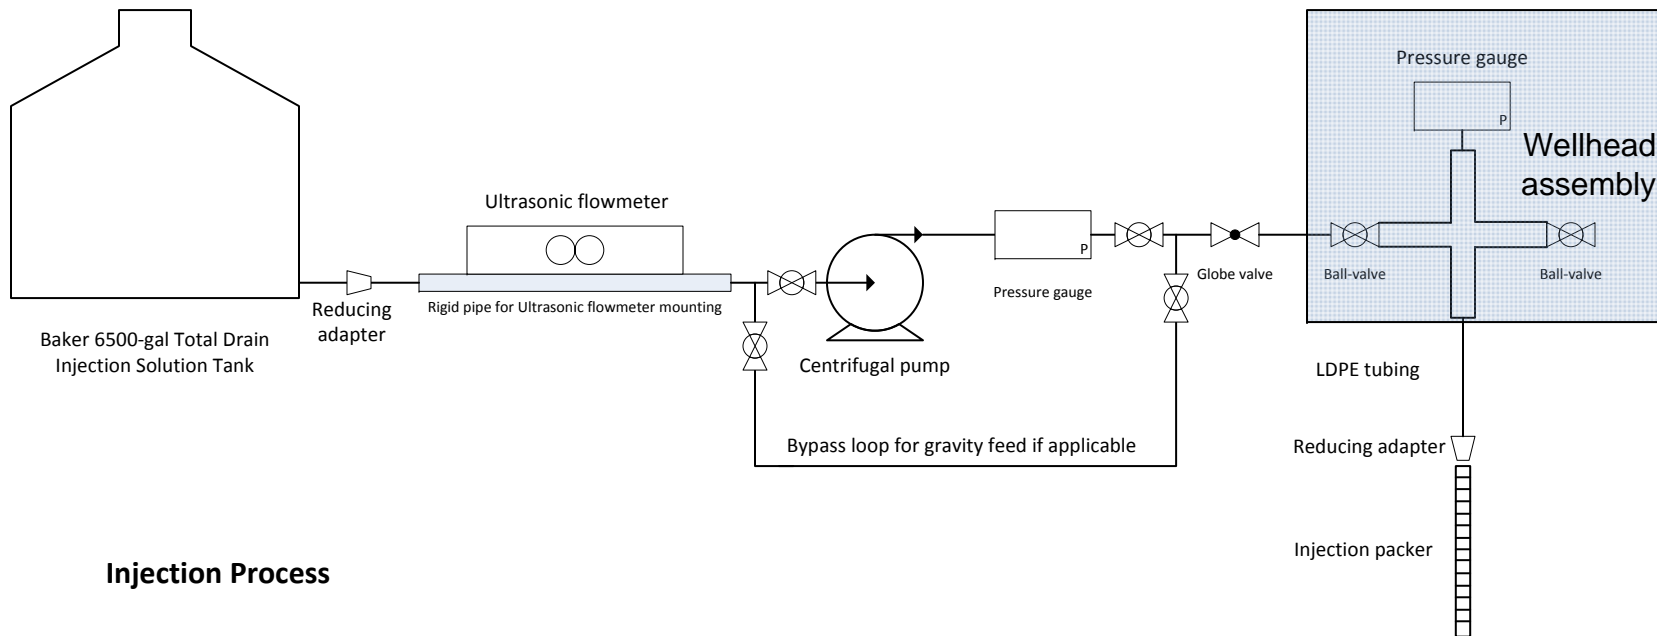 Pressure gauge
P
Wellhead
assembly
Ultrasonic flowmeter
P
Reducing
adapter
Rigid pipe for Ultrasonic flowmeter mounting
Pressure gauge
Globe valve
Ball-valve
Ball-valve
Baker 6500-gal Total Drain
Injection Solution Tank
Centrifugal pump
LDPE tubing
Bypass loop for gravity feed if applicable
Reducing adapter
Injection packer
Injection Process